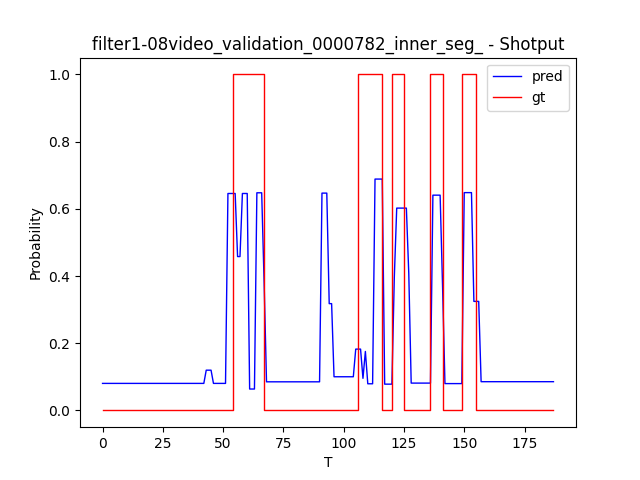 filter1-08video_validation_0000782_inner_seg_ - Shotput
pred
gt
1.0
0.8
0.6
0.4
0.2
0.0
Probability
0 25 50 75 100 125 150 175
T